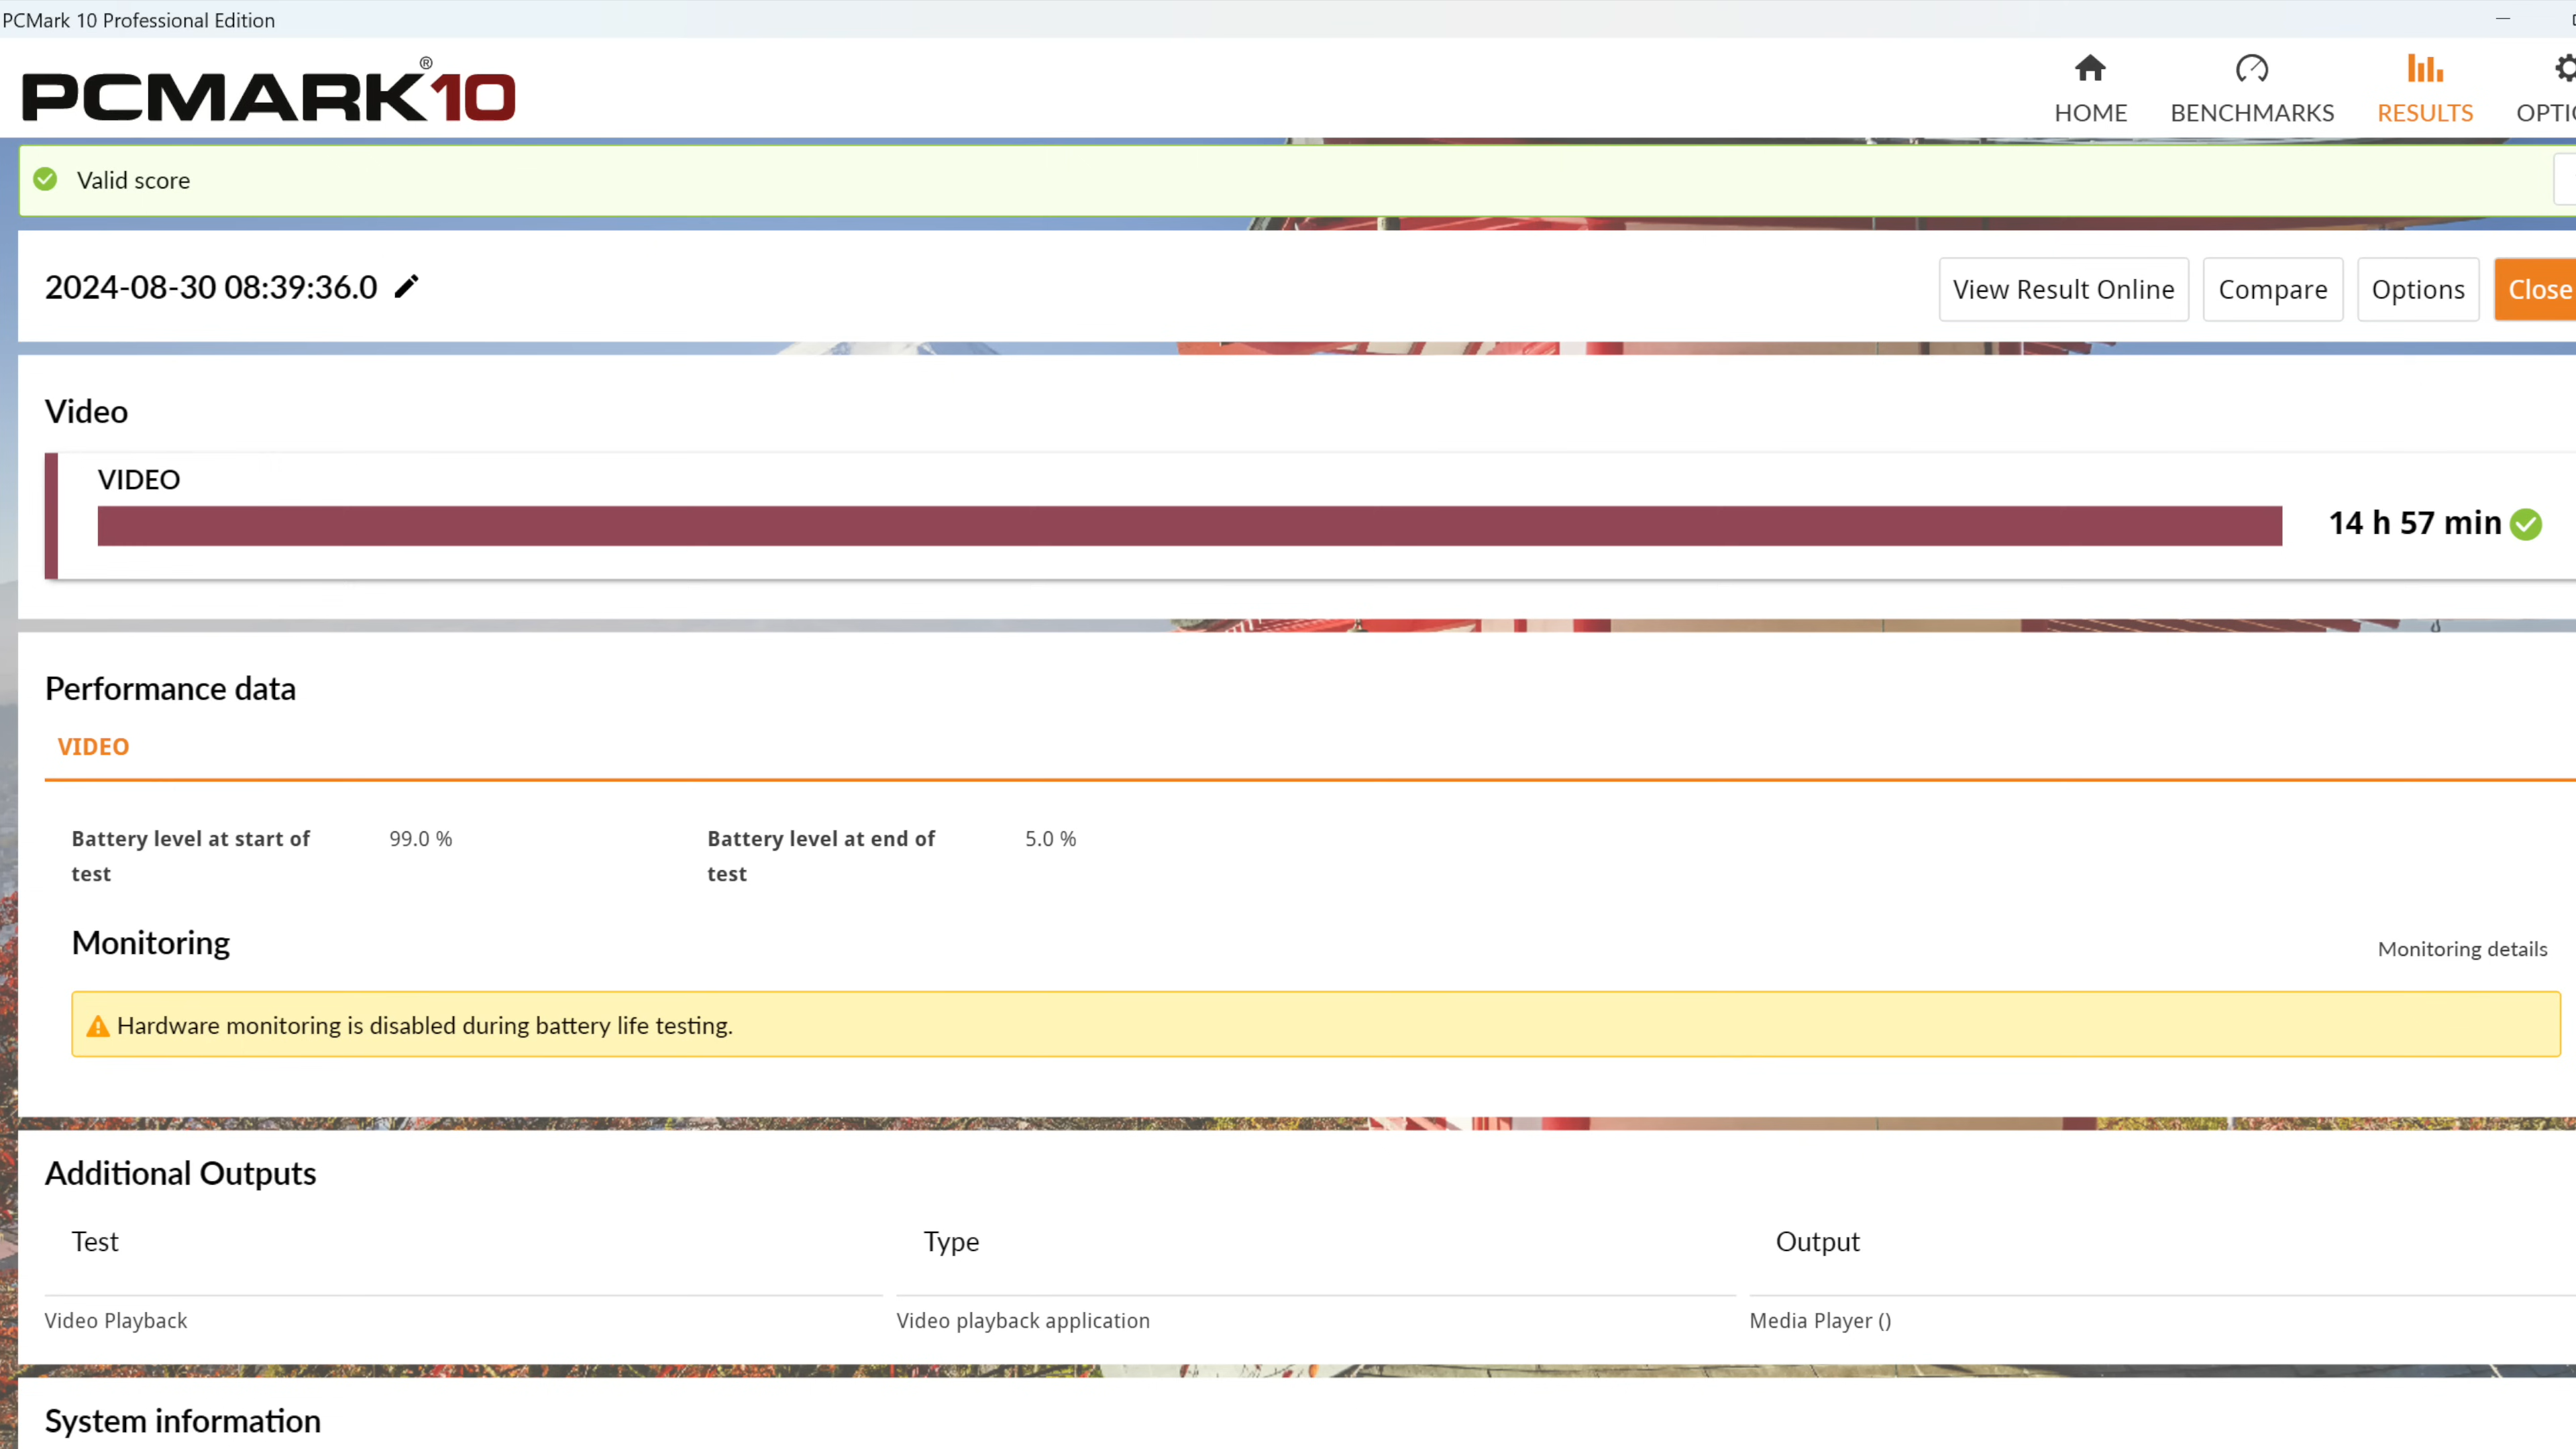 PCMark 10 Professional Edition
PCMARK®10
HOME
BENCHMARKS
RESULTS
Valid score
2024-08-30 08:39:36.0
View Result Online
Compare
Options
Close
Video
VIDEO
14 h 57 min
Performance data
VIDEO
Battery level at start of
test
99.0 %
Battery level at end of
test
5.0 %
Monitoring
Monitoring details
Hardware monitoring is disabled during battery life testing.
Additional Outputs
Test
Type
Output
Video Playback
Video playback application
Media Player ()
System information